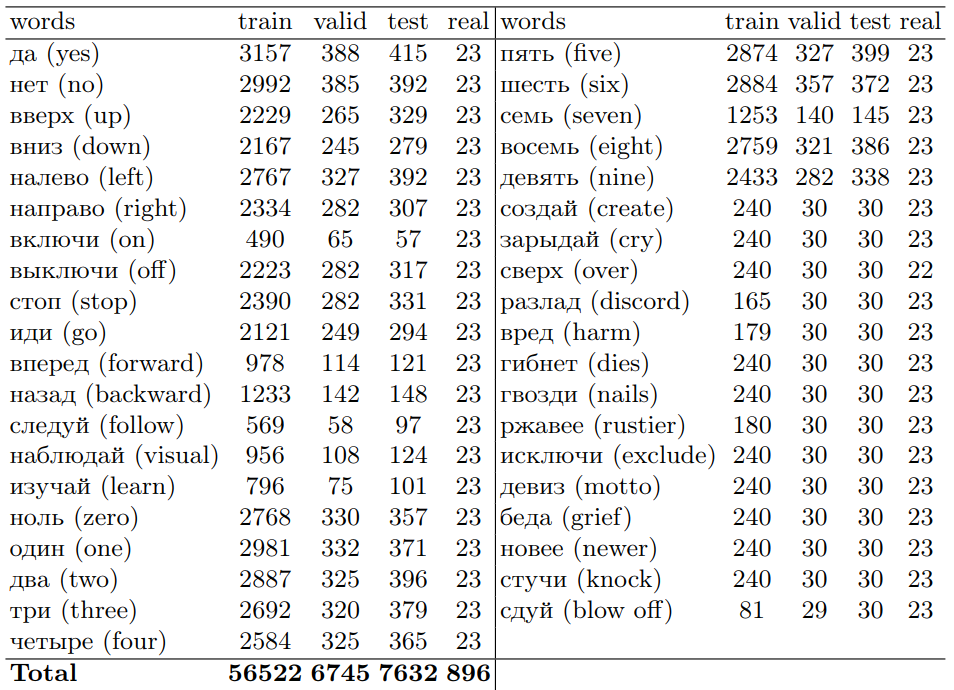 words train valid test real words train valid test real
да (yes) 3157 388 415 23 пять (five) 2874 327 399 23
нет (no) 2992 385 392 23 шесть (six) 2884 357 372 23
вверх (up) 2229 265 329 23 семь (seven) 1253 140 145 23
вниз (down) 2167 245 279 23 восемь (eight) 2759 321 386 23
налево (left) 2767 327 392 23 девять (nine) 2433 282 338 23
направо (right) 2334 282 307 23 создай (create) 240 30 30 23
включи (on) 490 65 57 23 зарыдай (cry) 240 30 30 23
выключи (off) 2223 282 317 23 сверх (over) 240 30 30 22
стоп (stop) 2390 282 331 23 разлад (discord) 165 30 30 23
иди (go) 2121 249 294 23 вред (harm) 179 30 30 23
вперед (forward) 978 114 121 23 гибнет (dies) 240 30 30 23
назад (backward) 1233 142 148 23 гвозди (nails) 240 30 30 23
следуй (follow) 569 58 97 23 ржавее (rustier) 180 30 30 23
наблюдай (visual) 956 108 124 23 исключи (exclude) 240 30 30 23
изучай (learn) 796 75 101 23 девиз (motto) 240 30 30 23
ноль (zero) 2768 330 357 23 беда (grief) 240 30 30 23
один (one) 2981 332 371 23 новее (newer) 240 30 30 23
два (two) 2887 325 396 23 стучи (knock) 240 30 30 23
три (three) 2692 320 379 23 сдуй (blow off) 81 29 30 23
четыре (four) 2584 325 365 23
Total 56522 6745 7632 896